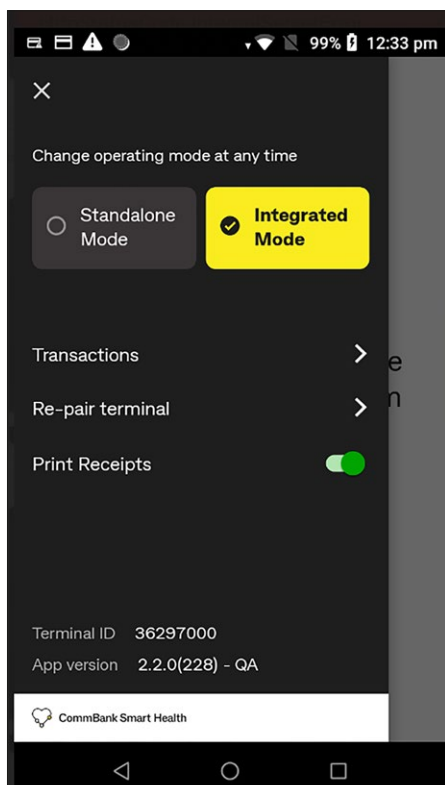 99% 12:33 pm
Change operating mode at any time
Standalone
Mode
Integrated
Mode
Transactions
e
Re-pair terminal
n
Print Receipts
Terminal ID 36297000
App version 2.2.0(228) - QA
CommBank Smart Health